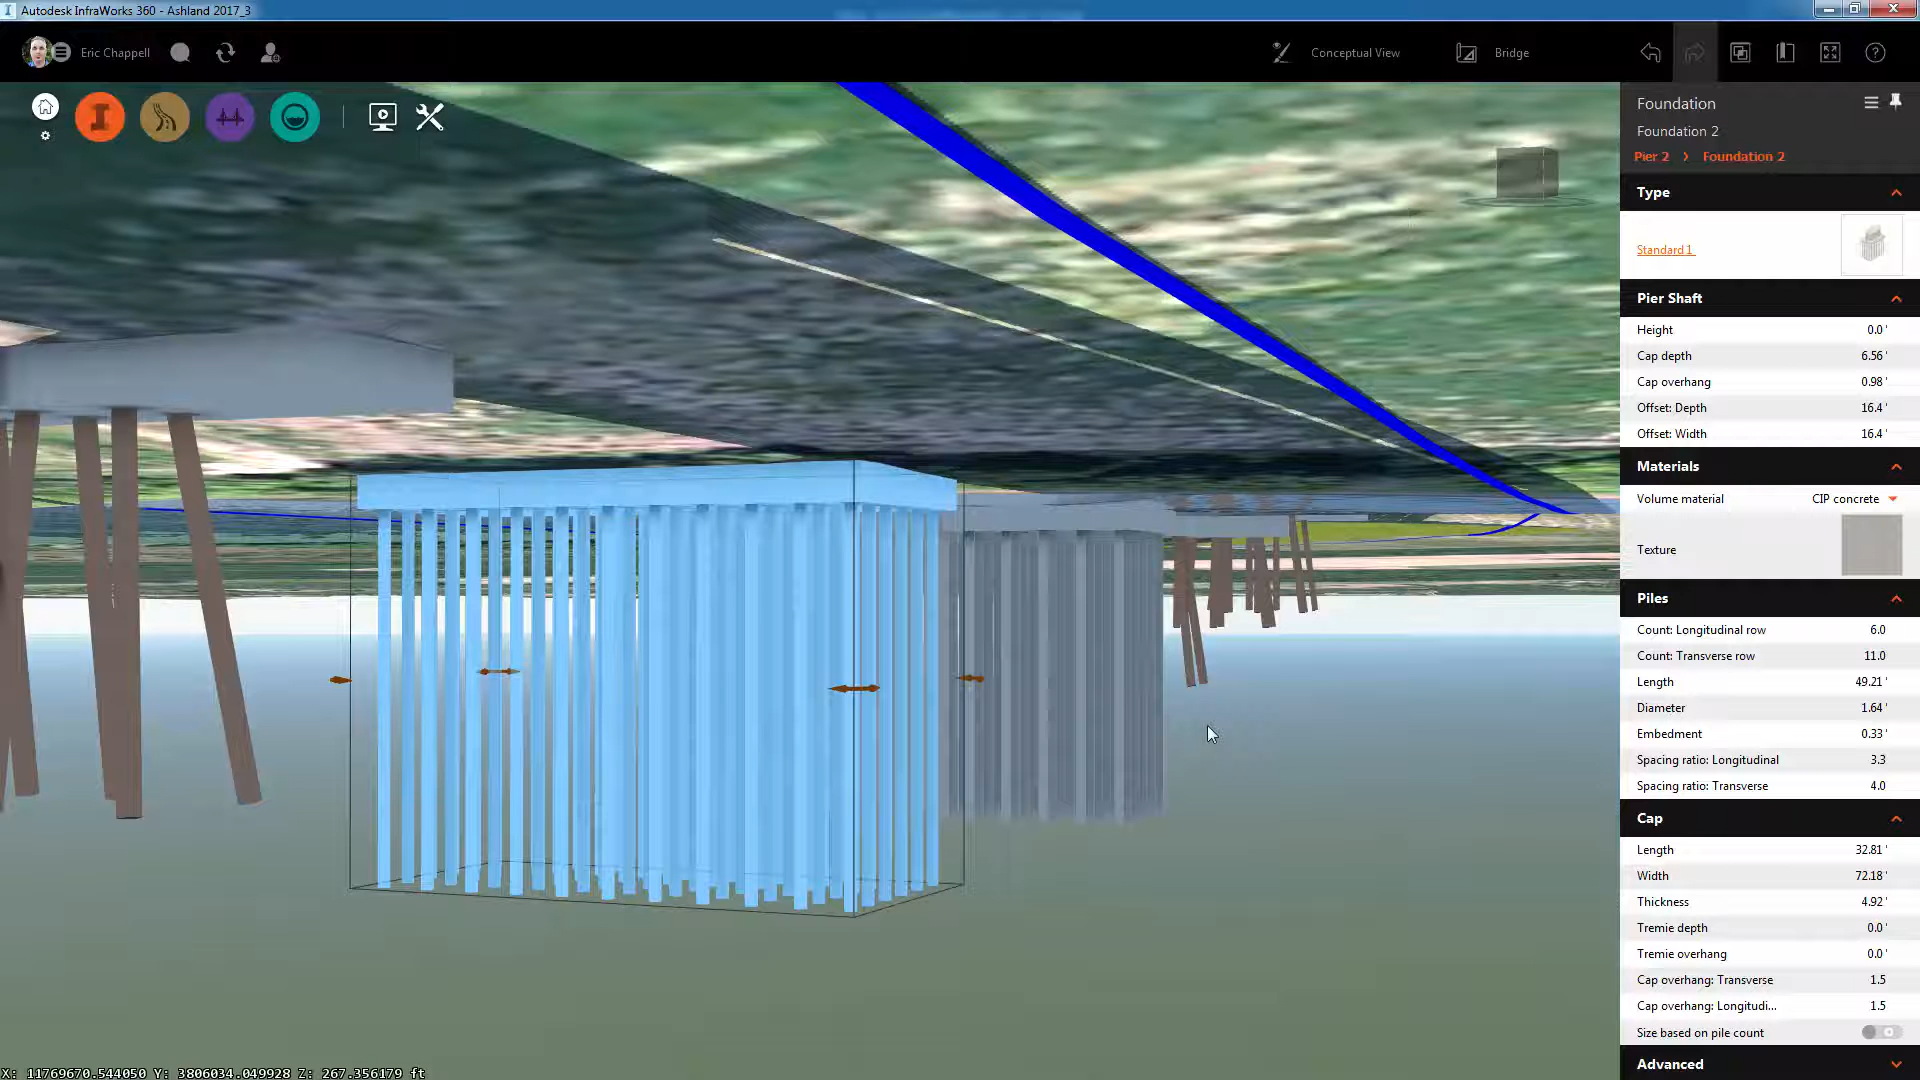 Autodesk InfraWorks 360 - Ashland 2017_3
Eric Chappell
Conceptual View
Bridge
Foundation
Foundation 2
Pier 2 > Foundation 2
Type
Standard 1
Pier Shaft
Height 0.0 '
Cap depth 6.56 '
Cap overhang 0.98 '
Offset: Depth 16.4 '
Offset: Width 16.4 '
Materials
Volume material CIP concrete
Texture
Piles
Count: Longitudinal row 6.0
Count: Transverse row 11.0
Length 49.21 '
Diameter 1.64 '
Embedment 0.33 '
Spacing ratio: Longitudinal 3.3
Spacing ratio: Transverse 4.0
Cap
Length 32.81 '
Width 72.18 '
Thickness 4.92 '
Tremie depth 0.0 '
Tremie overhang 0.0 '
Cap overhang: Transverse 1.5
Cap overhang: Longitudi... 1.5
Size based on pile count
Advanced
X: 11769670.544050 Y: 3806034.049928 Z: 267.356179 ft